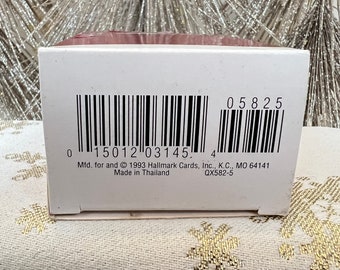 05825
0 15012 03145 4
Mfd. for and © 1993 Hallmark Cards, Inc., K.C., MO 64141
Made in Thailand QX582-5